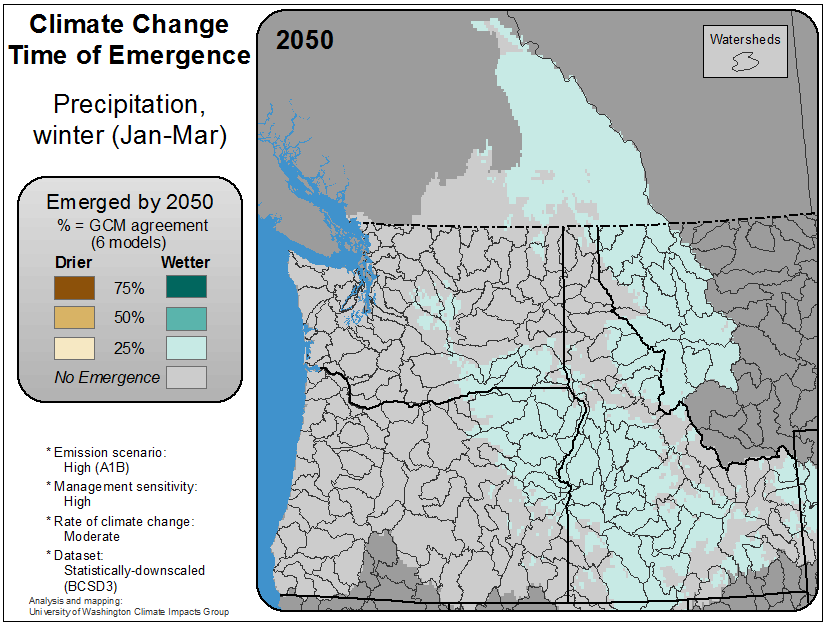 Climate Change
Time of Emergence
Precipitation,
winter (Jan-Mar)
Emerged by 2050
% = GCM agreement
(6 models)
Drier Wetter
75%
50%
25%
No Emergence
* Emission scenario:
High (A1B)
* Management sensitivity:
High
* Rate of climate change:
Moderate
* Dataset:
Statistically-downscaled
(BCSD3)
Analysis and mapping:
University of Washington Climate Impacts Group
2050
Watersheds